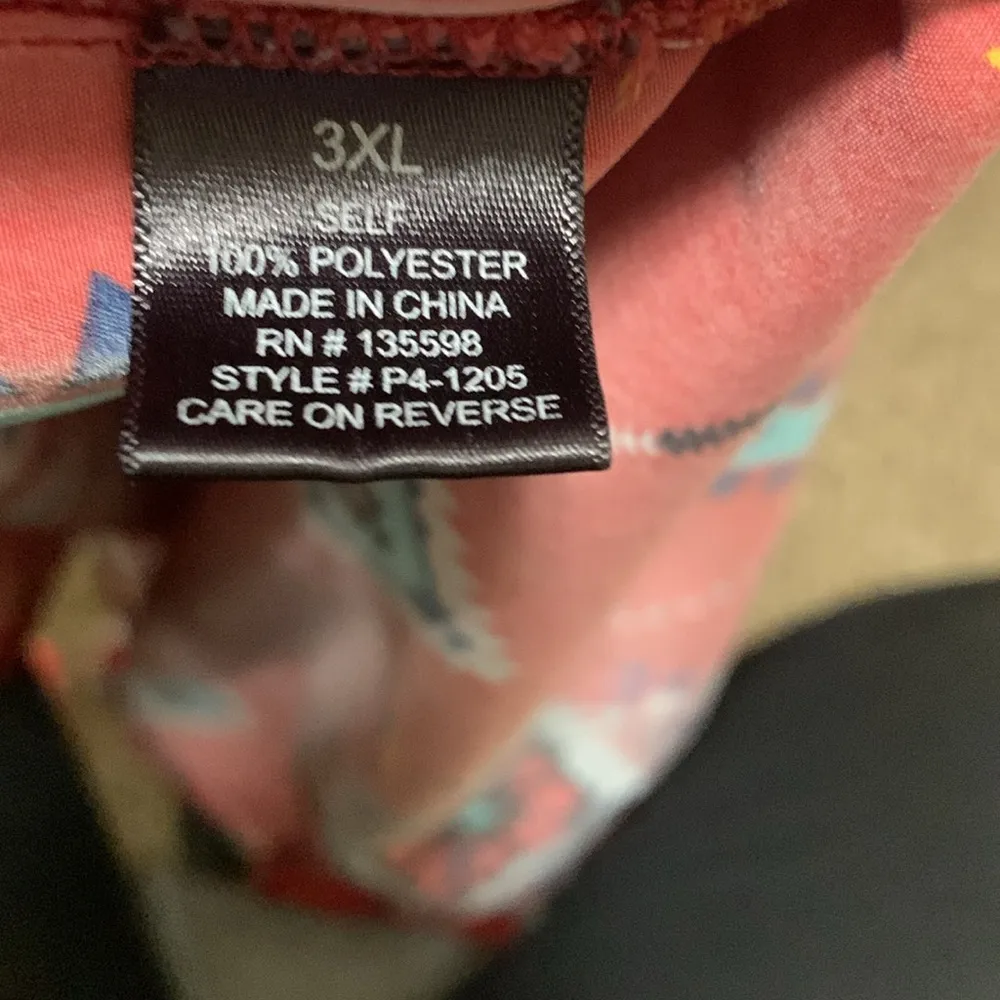 3XL
SELF
100% POLYESTER
MADE IN CHINA
RN # 135598
STYLE # P4-1205
CARE ON REVERSE